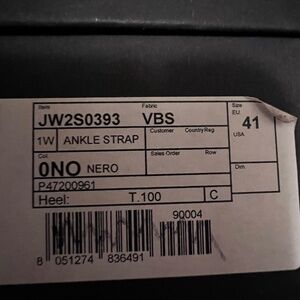 Item Fabric Size
JW2S0393 VBS EU 41
1W ANKLE STRAP Customer Country Reg. USA
Col Sales Order Row
0NO NERO Dim.
P47200961
Heel: T.100 C
90004
8 051274 836491